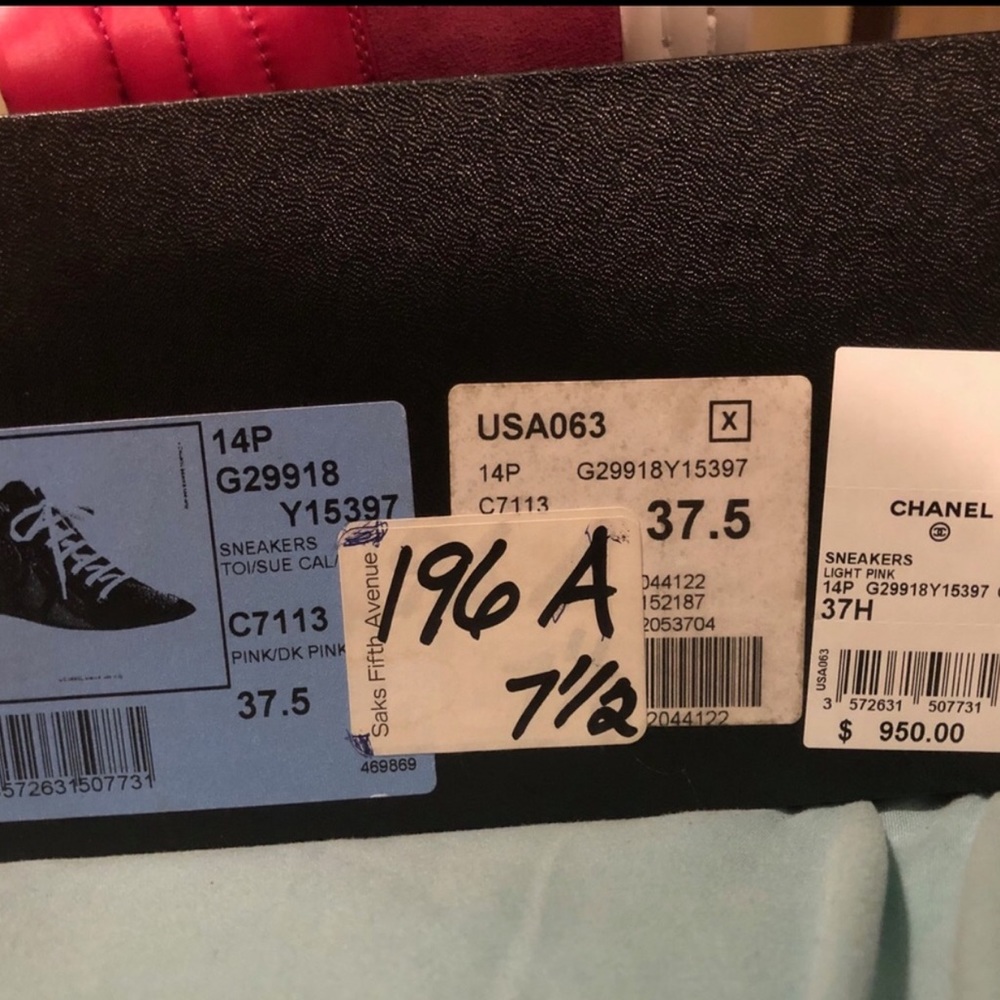 14P
G29918
Y15397
SNEAKERS
TOI/SUE CAL/
C7113
PINK/DK PINK
37.5
572631507731
469869
Saks Fifth Avenue
196 A
7 1/2
USA063
X
14P G29918Y15397
C7113
37.5
044122
152187
2053704
2044122
CHANEL
SNEAKERS
LIGHT PINK
14P G29918Y15397
37H
USA063
3 572631 507731
$ 950.00